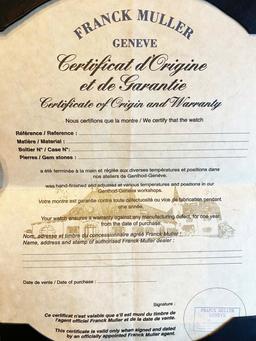 FRANCK MULLER
GENEVE
Certificat d'Origine
et de Garantie
Certificate of Origin and Warranty
Nous certifions que la montre / We certify that the watch
Référence / Reference :
Matière / Material :
Boîtier N° / Case N°:
Pierres / Gem stones :
a été terminée à la main et réglée aux diverses températures et positions dans
nos ateliers de Genthod-Genève.
was hand-finished and adjusted at various temperatures and positions in our
Genthod-Geneva workshops.
Votre montre est garantie contre toute défectuosité ou vice de fabrication pendant
une année.
Your watch ensures a warranty against any manufacturing defect, for one year
from the date of purchase.
Nom, adresse et timbre du concessionnaire agréé Franck Muller :
Name, address and stamp of authorised Franck Muller dealer :
Date de vente / Date of purchase :
Signature :
Ce certificat n'est valable que s'il est muni du timbre de
l'agent officiel Franck Muller et de la date de vente.
This certificate is valid only when signed and dated
by an officially appointed Franck Muller agent.
FRANCK MULLER
GENEVE